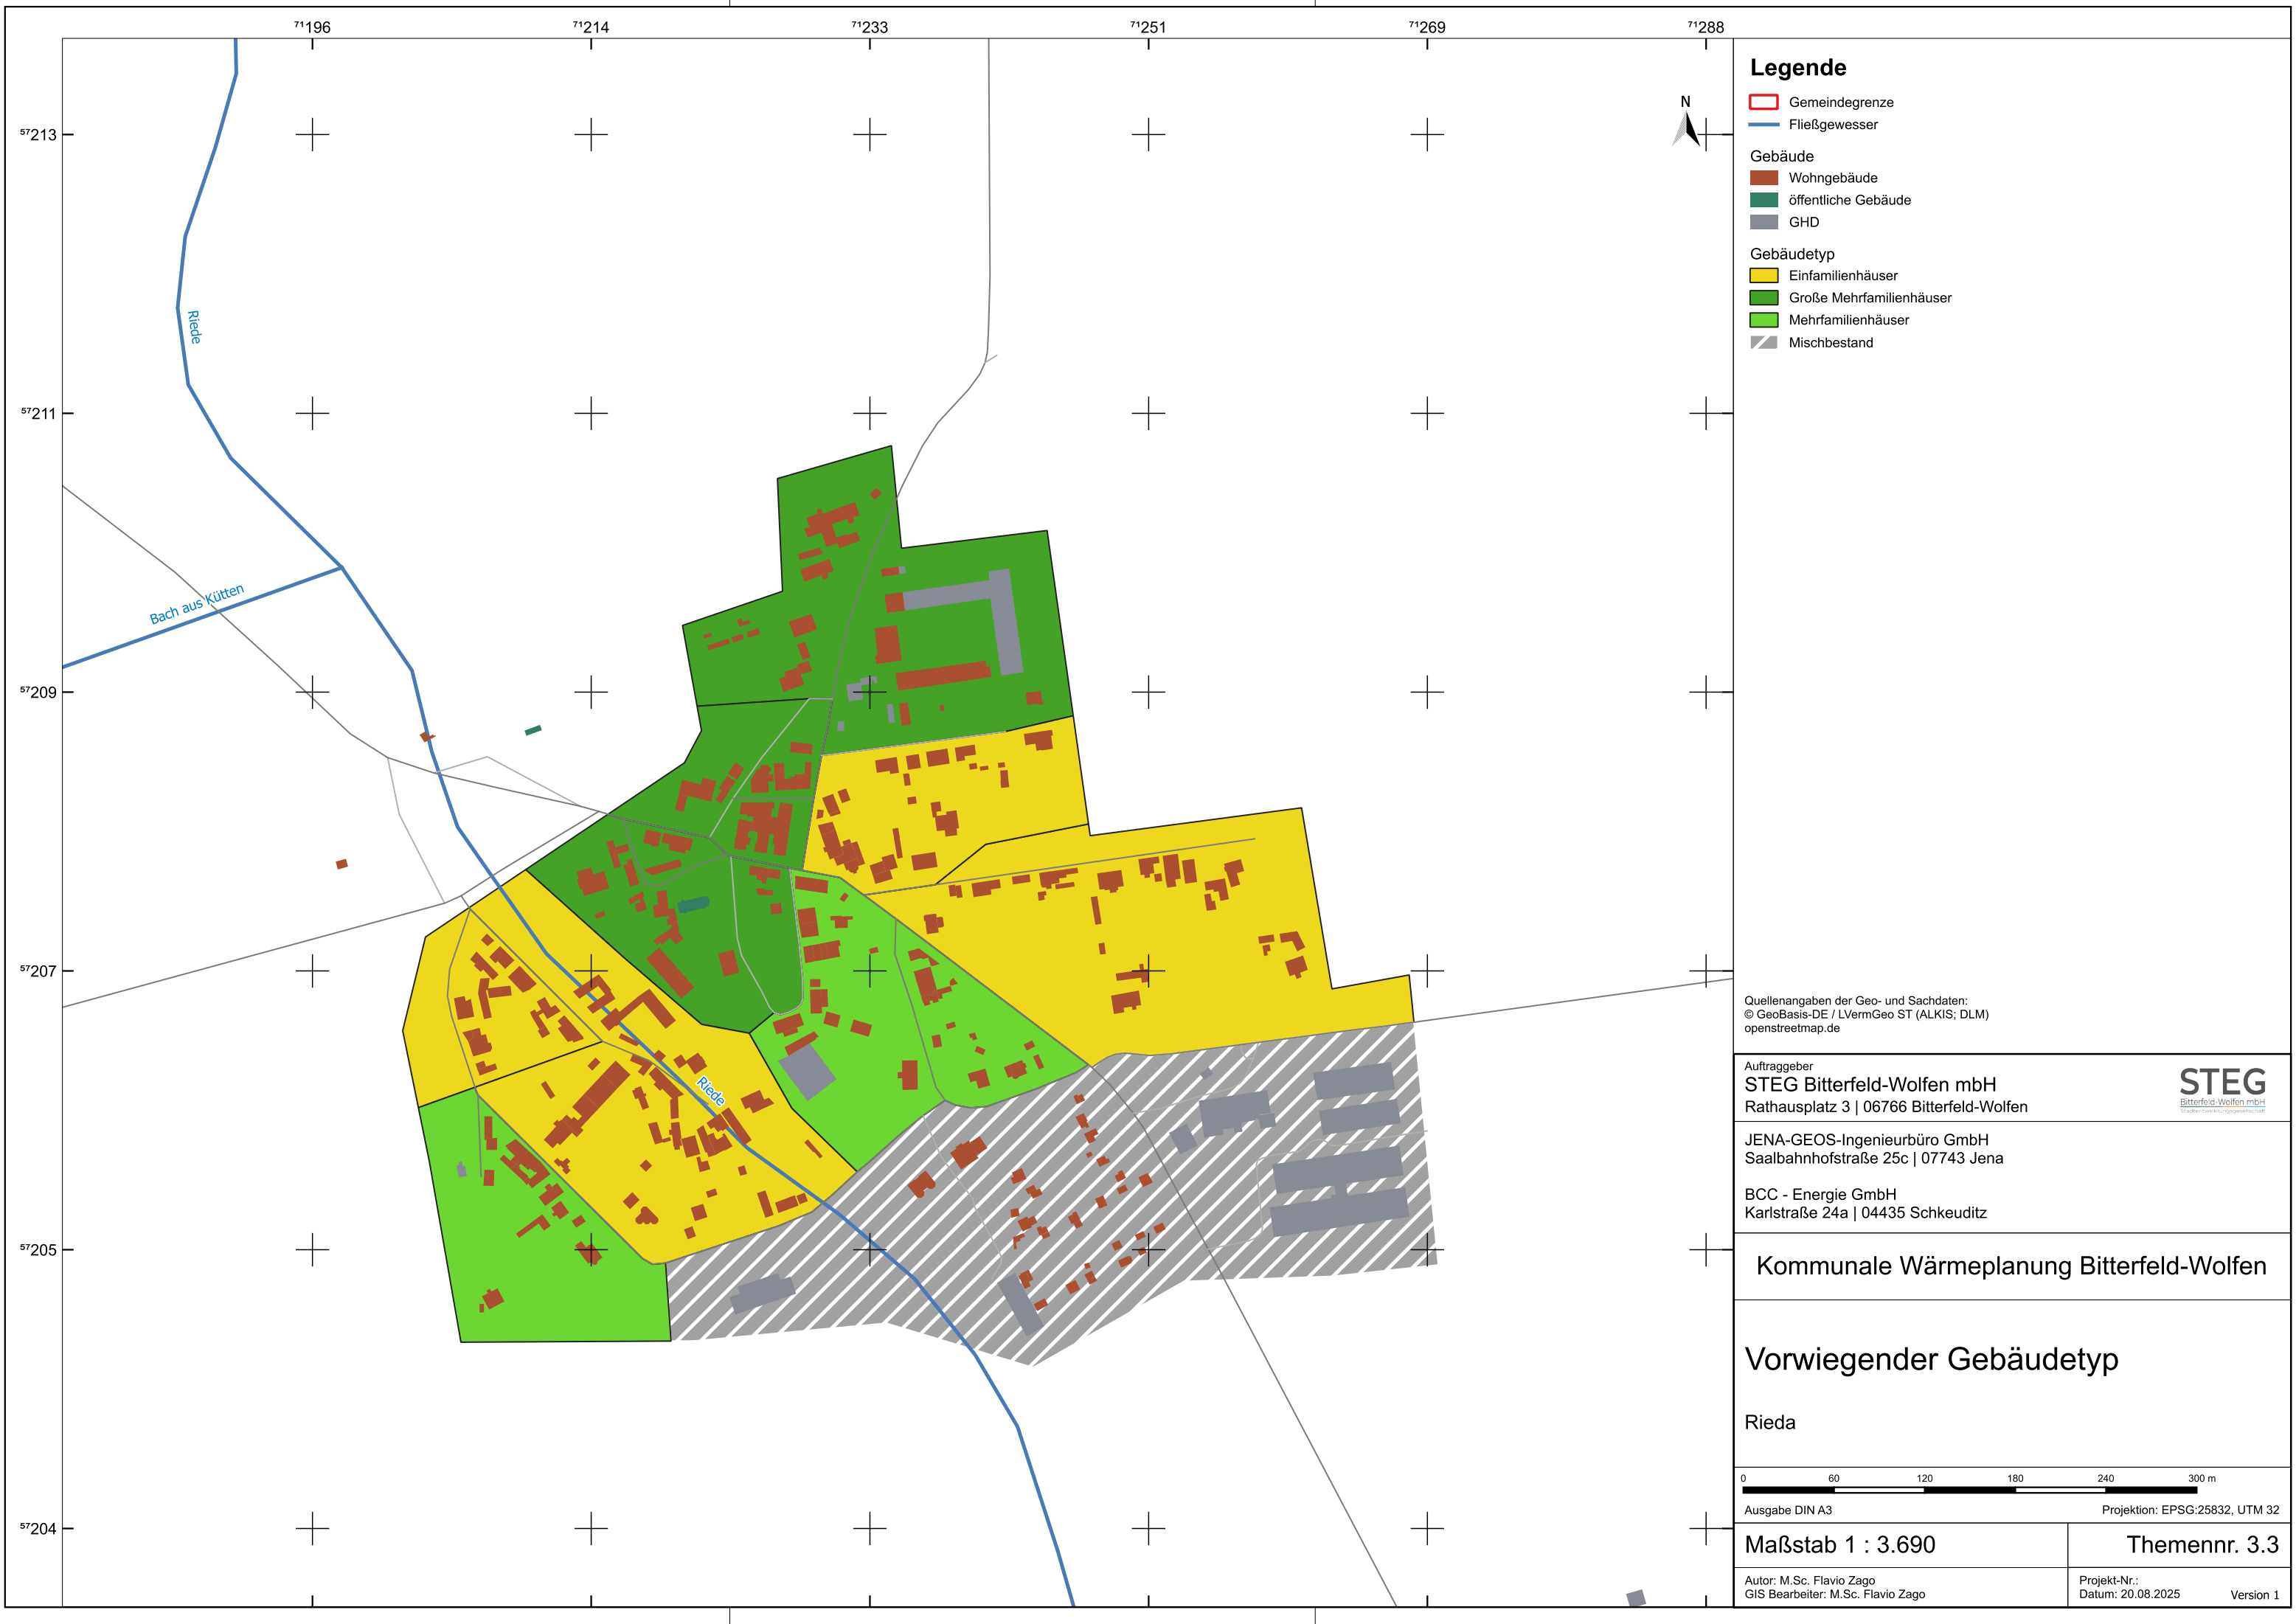 71196 71214 71233 71251 71269 71288
57213
57211
57209
57207
57205
57204
N
Riede
Bach aus Kütten
Riede
Legende
Gemeindegrenze
Fließgewesser
Gebäude
Wohngebäude
öffentliche Gebäude
GHD
Gebäudetyp
Einfamilienhäuser
Große Mehrfamilienhäuser
Mehrfamilienhäuser
Mischbestand
Quellenangaben der Geo- und Sachdaten:
© GeoBasis-DE / LVermGeo ST (ALKIS; DLM)
openstreetmap.de
Auftraggeber
STEG Bitterfeld-Wolfen mbH
Rathausplatz 3 | 06766 Bitterfeld-Wolfen
STEG
Bitterfeld-Wolfen mbH
Stadtentwicklungsgesellschaft
JENA-GEOS-Ingenieurbüro GmbH
Saalbahnhofstraße 25c | 07743 Jena
BCC - Energie GmbH
Karlstraße 24a | 04435 Schkeuditz
Kommunale Wärmeplanung Bitterfeld-Wolfen
Vorwiegender Gebäudetyp
Rieda
0 60 120 180 240 300 m
Ausgabe DIN A3 Projektion: EPSG:25832, UTM 32
Maßstab 1 : 3.690 Themennr. 3.3
Autor: M.Sc. Flavio Zago
GIS Bearbeiter: M.Sc. Flavio Zago
Projekt-Nr.:
Datum: 20.08.2025 Version 1